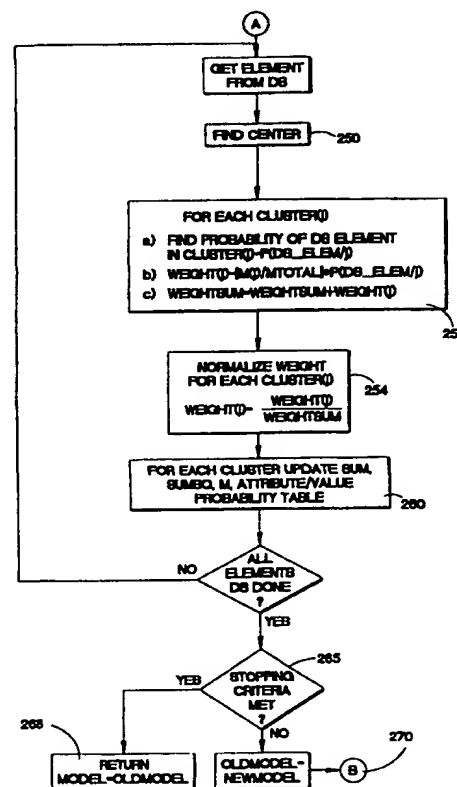 A
GET ELEMENT
FROM DS
FIND CENTER
250
FOR EACH CLUSTER(J)
a) FIND PROBABILITY OF DS ELEMENT
IN CLUSTER(J)=P(DS_ELEM/J)
b) WEIGHT(J)=[M(J)/MTOTAL]*P(DS_ELEM/J)
c) WEIGHTSUM=WEIGHTSUM+WEIGHT(J)
25
NORMALIZE WEIGHT
FOR EACH CLUSTER(J)
WEIGHT(J)= WEIGHT(J)
WEIGHTSUM
254
FOR EACH CLUSTER UPDATE SUM,
SUMSQ, M, ATTRIBUTE/VALUE
PROBABILITY TABLE
260
NO
ALL
ELEMENTS
DS DONE
?
YES
265
YES
STOPPING
CRITERIA
MET
?
NO
268
RETURN
MODEL=OLDMODEL
OLDMODEL=
NEWMODEL
B
270